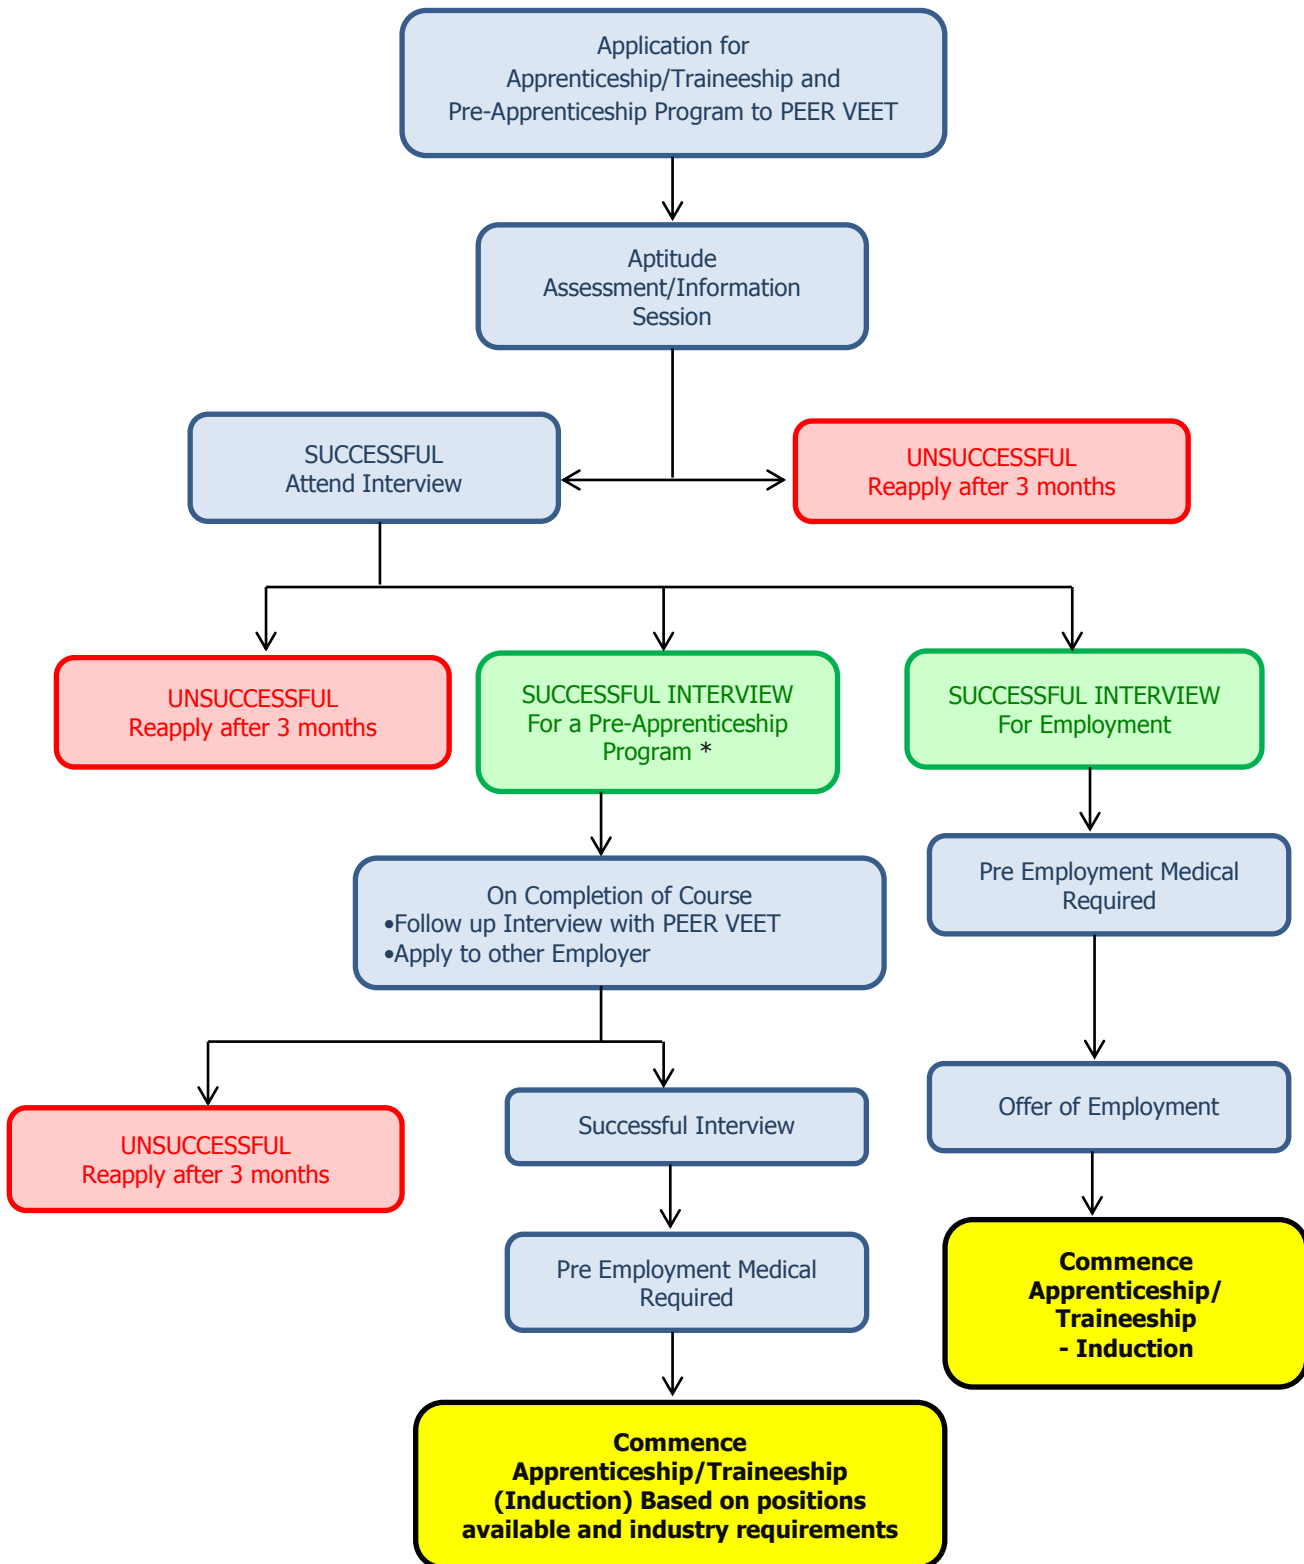 Application for
Apprenticeship/Traineeship and
Pre-Apprenticeship Program to PEER VEET
Aptitude
Assessment/Information
Session
SUCCESSFUL
Attend Interview
UNSUCCESSFUL
Reapply after 3 months
UNSUCCESSFUL
Reapply after 3 months
SUCCESSFUL INTERVIEW
For a Pre-Apprenticeship
Program *
SUCCESSFUL INTERVIEW
For Employment
On Completion of Course
•Follow up Interview with PEER VEET
•Apply to other Employer
Pre Employment Medical
Required
UNSUCCESSFUL
Reapply after 3 months
Successful Interview
Offer of Employment
Pre Employment Medical
Required
Commence
Apprenticeship/
Traineeship
- Induction
Commence
Apprenticeship/Traineeship
(Induction) Based on positions
available and industry requirements